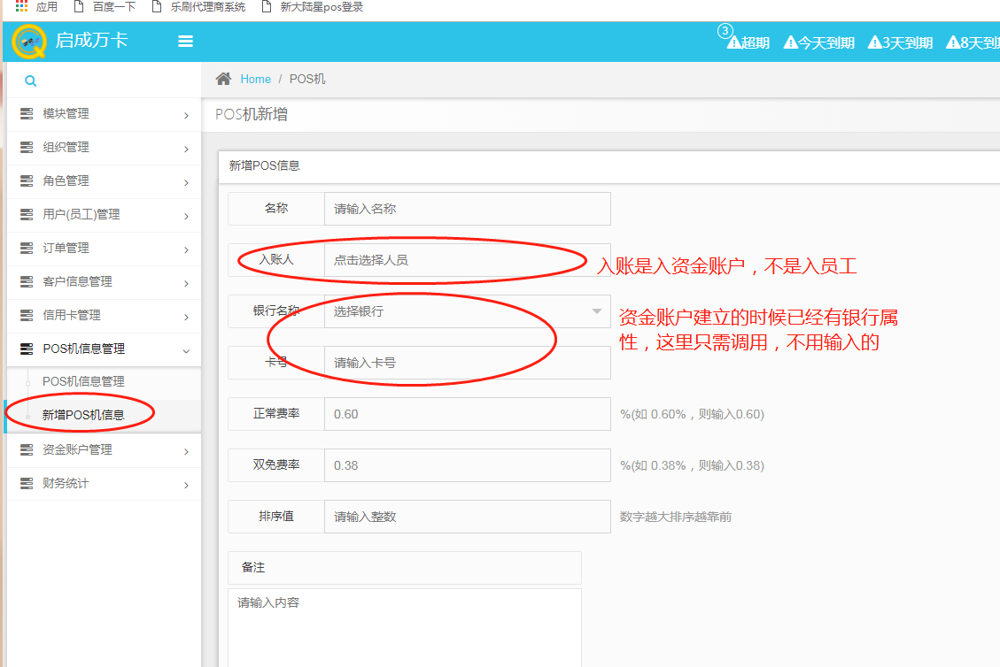 应用 百度一下 乐刷代理商系统 新大陆星pos登录
启成万卡
3
超期 今天到期 3天到期 8天到期
Home / POS机
模块管理
组织管理
角色管理
用户(员工)管理
订单管理
客户信息管理
信用卡管理
POS机信息管理
POS机信息管理
新增POS机信息
资金账户管理
财务统计
POS机新增
新增POS信息
名称 请输入名称
入账人 点击选择人员
入账是入资金账户，不是入员工
银行名称 选择银行
资金账户建立的时候已经有银行属
性，这里只需调用，不用输入的
卡号 请输入卡号
正常费率 0.60 %(如 0.60%，则输入0.60)
双免费率 0.38 %(如 0.38%，则输入0.38)
排序值 请输入整数 数字越大排序越靠前
备注
请输入内容